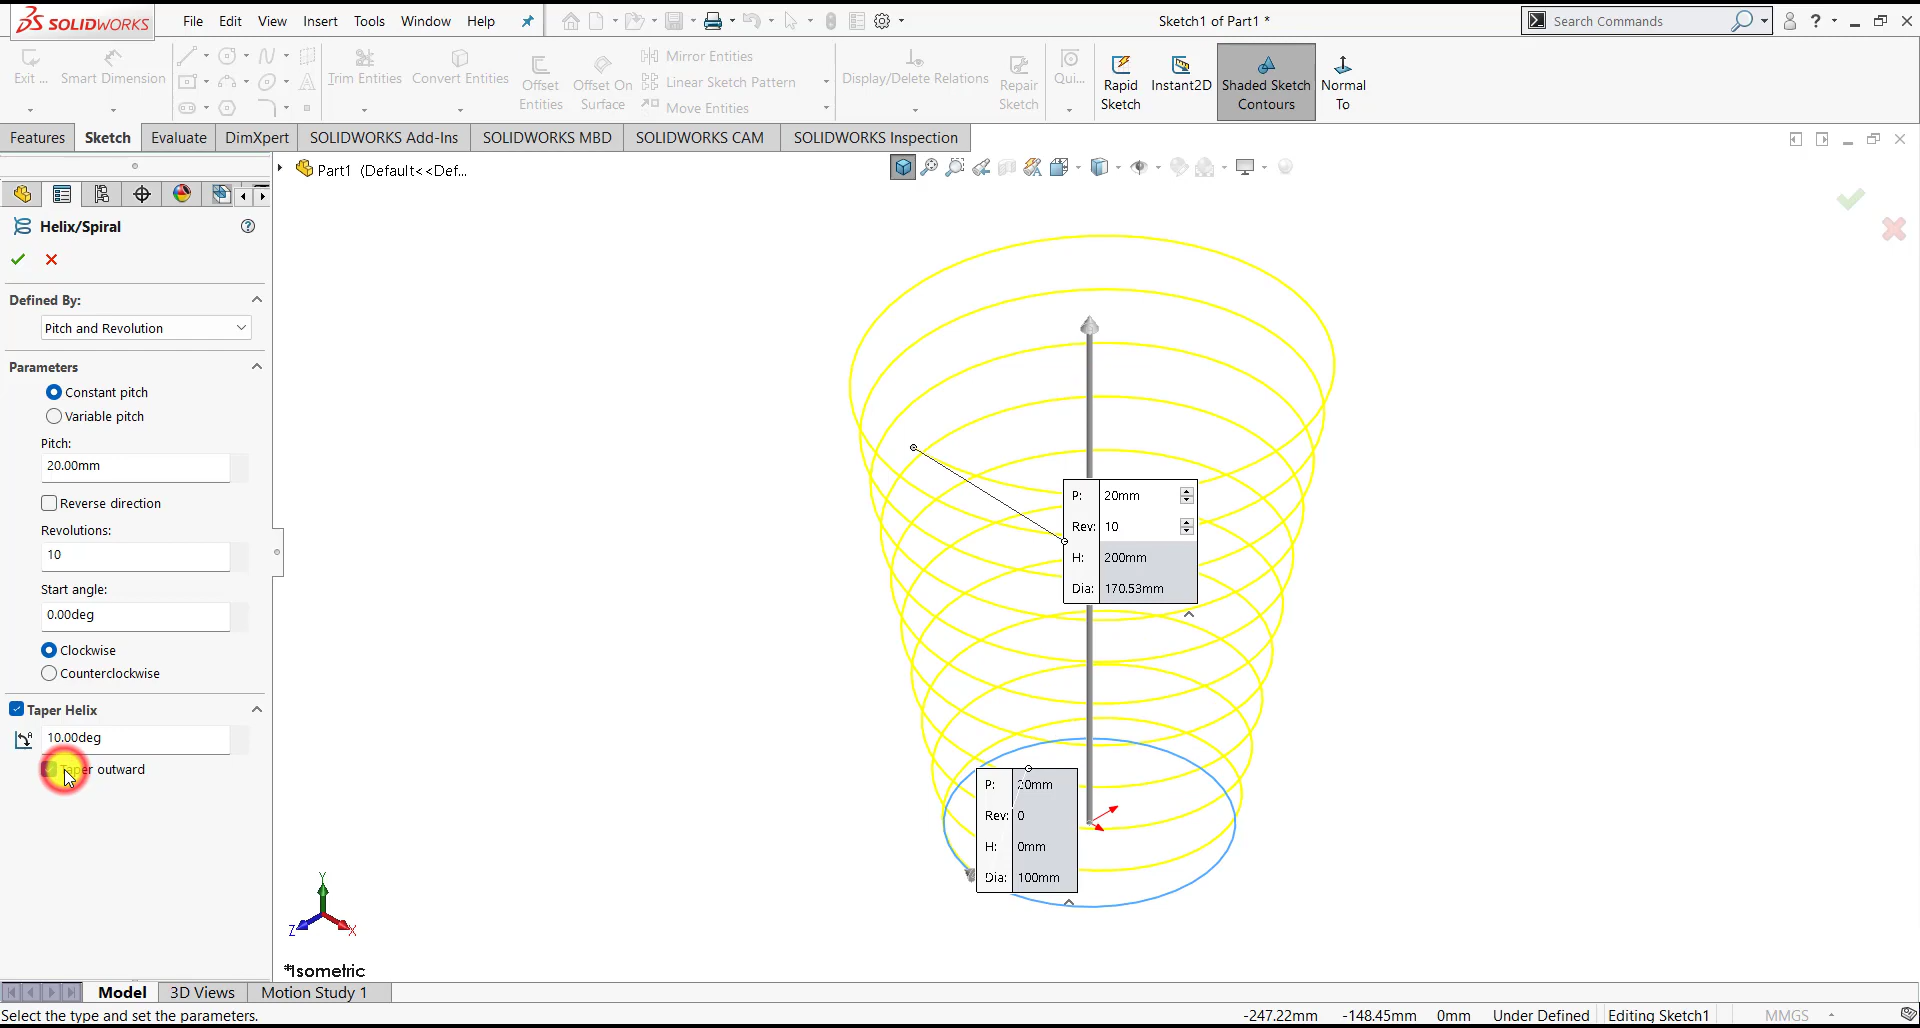 SOLIDWORKS File Edit View Insert Tools Window Help Sketch1 of Part1 * Search Commands ?
Exit ... Smart Dimension Trim Entities Convert Entities Offset Entities Offset On Surface Mirror Entities Linear Sketch Pattern Move Entities Display/Delete Relations Repair Sketch Qui... Rapid Sketch Instant2D Shaded Sketch Contours Normal To
Features Sketch Evaluate DimXpert SOLIDWORKS Add-Ins SOLIDWORKS MBD SOLIDWORKS CAM SOLIDWORKS Inspection
Part1 (Default<<Def...
Helix/Spiral ?
Defined By:
Pitch and Revolution
Parameters
Constant pitch
Variable pitch
Pitch:
20.00mm
Reverse direction
Revolutions:
10
Start angle:
0.00deg
Clockwise
Counterclockwise
Taper Helix
10.00deg
Taper outward
P: 20mm
Rev: 10
H: 200mm
Dia: 170.53mm
P: 20mm
Rev: 0
H: 0mm
Dia: 100mm
Y
Z X
*Isometric
Model 3D Views Motion Study 1
Select the type and set the parameters. -247.22mm -148.45mm 0mm Under Defined Editing Sketch1 MMGS